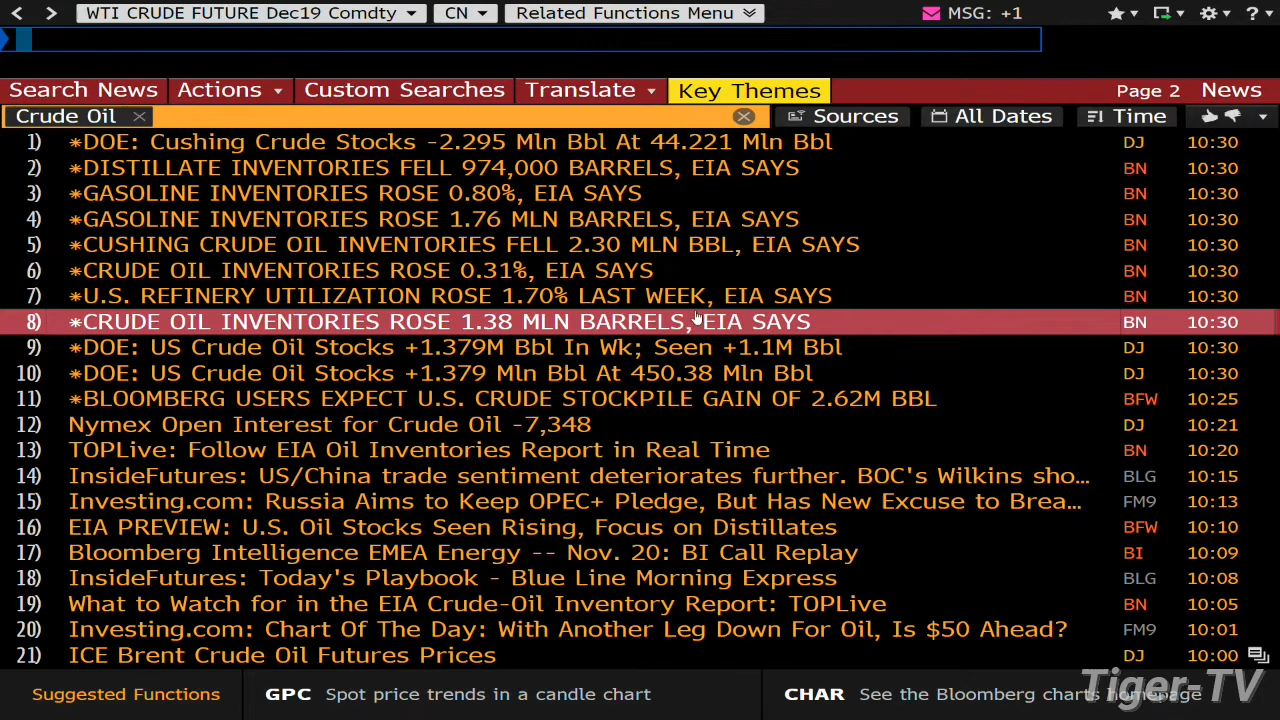 WTI CRUDE FUTURE Dec19 Comdty CN Related Functions Menu MSG: +1
Search News Actions Custom Searches Translate Key Themes Page 2 News
Crude Oil Sources All Dates Time
1) *DOE: Cushing Crude Stocks -2.295 Mln Bbl At 44.221 Mln Bbl DJ 10:30
2) *DISTILLATE INVENTORIES FELL 974,000 BARRELS, EIA SAYS BN 10:30
3) *GASOLINE INVENTORIES ROSE 0.80%, EIA SAYS BN 10:30
4) *GASOLINE INVENTORIES ROSE 1.76 MLN BARRELS, EIA SAYS BN 10:30
5) *CUSHING CRUDE OIL INVENTORIES FELL 2.30 MLN BBL, EIA SAYS BN 10:30
6) *CRUDE OIL INVENTORIES ROSE 0.31%, EIA SAYS BN 10:30
7) *U.S. REFINERY UTILIZATION ROSE 1.70% LAST WEEK, EIA SAYS BN 10:30
8) *CRUDE OIL INVENTORIES ROSE 1.38 MLN BARRELS, EIA SAYS BN 10:30
9) *DOE: US Crude Oil Stocks +1.379M Bbl In Wk; Seen +1.1M Bbl DJ 10:30
10) *DOE: US Crude Oil Stocks +1.379 Mln Bbl At 450.38 Mln Bbl DJ 10:30
11) *BLOOMBERG USERS EXPECT U.S. CRUDE STOCKPILE GAIN OF 2.62M BBL BFW 10:25
12) Nymex Open Interest for Crude Oil -7,348 DJ 10:21
13) TOPLive: Follow EIA Oil Inventories Report in Real Time BN 10:20
14) InsideFutures: US/China trade sentiment deteriorates further. BOC's Wilkins sho... BLG 10:15
15) Investing.com: Russia Aims to Keep OPEC+ Pledge, But Has New Excuse to Brea... FM9 10:13
16) EIA PREVIEW: U.S. Oil Stocks Seen Rising, Focus on Distillates BFW 10:10
17) Bloomberg Intelligence EMEA Energy -- Nov. 20: BI Call Replay BI 10:09
18) InsideFutures: Today's Playbook - Blue Line Morning Express BLG 10:08
19) What to Watch for in the EIA Crude-Oil Inventory Report: TOPLive BN 10:05
20) Investing.com: Chart Of The Day: With Another Leg Down For Oil, Is $50 Ahead? FM9 10:01
21) ICE Brent Crude Oil Futures Prices DJ 10:00
Suggested Functions GPC Spot price trends in a candle chart CHAR See the Bloomberg charts homepage
Tiger-TV